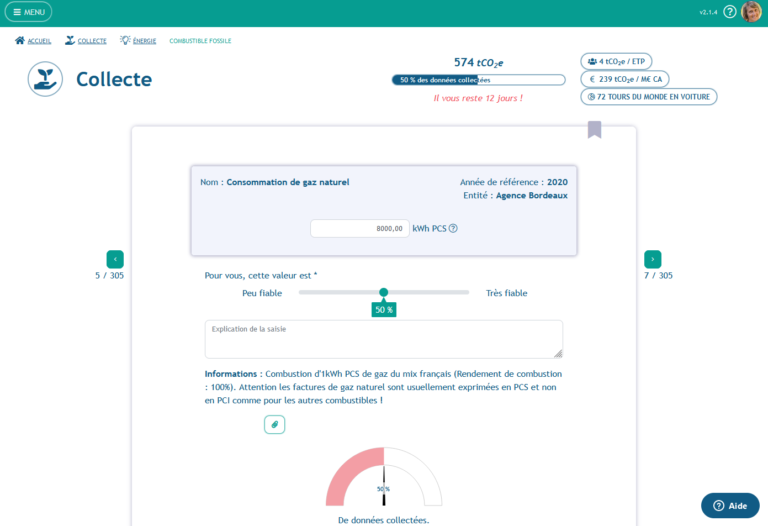 MENU
v2.1.4
ACCUEIL COLLECTE ÉNERGIE COMBUSTIBLE FOSSILE
Collecte
574 tCO2e
50 % des données collectées
Il vous reste 12 jours !
4 tCO2e / ETP
€ 239 tCO2e / M€ CA
72 TOURS DU MONDE EN VOITURE
Nom : Consommation de gaz naturel
Année de référence : 2020
Entité : Agence Bordeaux
8000,00 kWh PCS ?
<
5 / 305
>
7 / 305
Pour vous, cette valeur est *
Peu fiable Très fiable
50 %
Explication de la saisie
Informations : Combustion d'1kWh PCS de gaz du mix français (Rendement de combustion
: 100%). Attention les factures de gaz naturel sont usuellement exprimées en PCS et non
en PCI comme pour les autres combustibles !
50 %
De données collectées.
? Aide